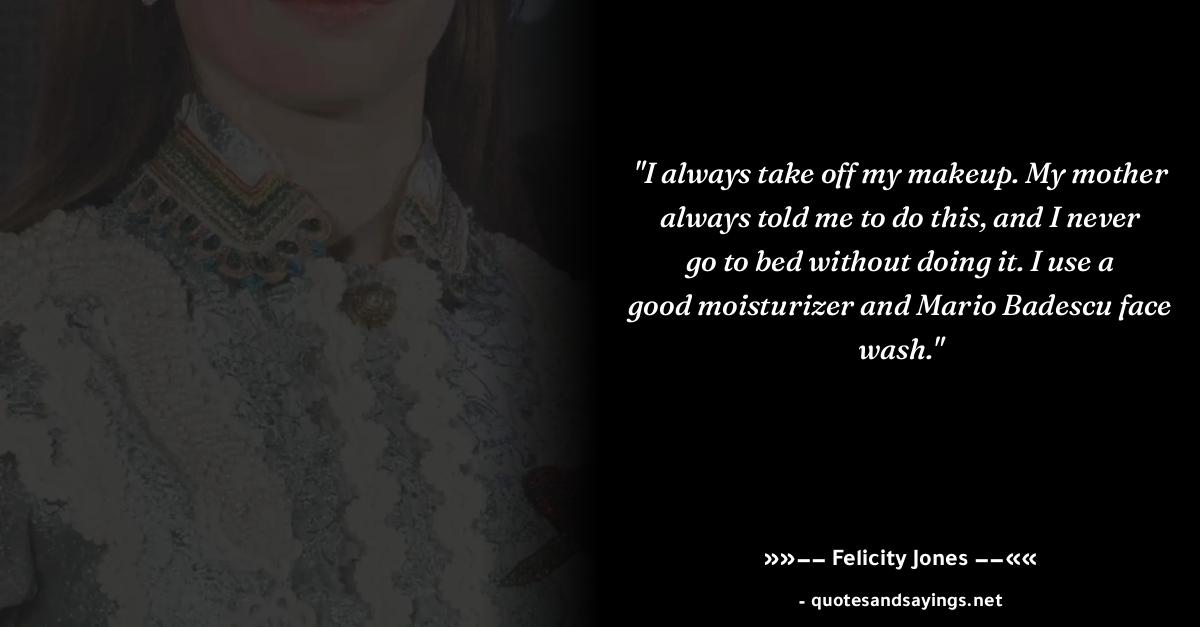 "I always take off my makeup. My mother
always told me to do this, and I never
go to bed without doing it. I use a
good moisturizer and Mario Badescu face
wash."
»»−− Felicity Jones −−««
- quotesandsayings.net